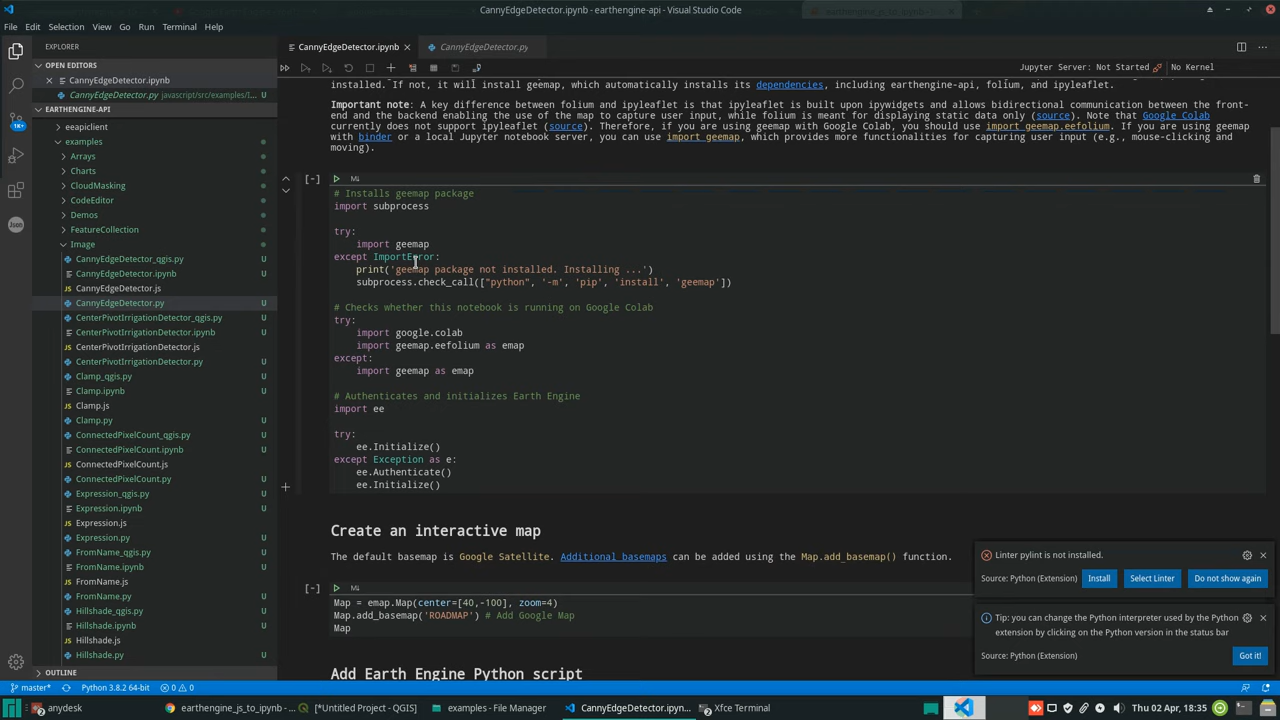 CannyEdgeDetector.ipynb - earthengine-api - Visual Studio Code
File Edit Selection View Go Run Terminal Help
EXPLORER
OPEN EDITORS
CannyEdgeDetector.ipynb
CannyEdgeDetector.py javascript/src/examples/I...
EARTHENGINE-API
eeapiclient
examples
Arrays
Charts
CloudMasking
CodeEditor
Demos
FeatureCollection
Image
CannyEdgeDetector_qgis.py U
CannyEdgeDetector.ipynb U
CannyEdgeDetector.js
CannyEdgeDetector.py U
CenterPivotIrrigationDetector_qgis.py U
CenterPivotIrrigationDetector.ipynb U
CenterPivotIrrigationDetector.js
CenterPivotIrrigationDetector.py U
Clamp_qgis.py U
Clamp.ipynb U
Clamp.js
Clamp.py U
ConnectedPixelCount_qgis.py U
ConnectedPixelCount.ipynb U
ConnectedPixelCount.js
ConnectedPixelCount.py U
Expression_qgis.py U
Expression.ipynb U
Expression.js
Expression.py U
FromName_qgis.py U
FromName.ipynb U
FromName.js
FromName.py U
Hillshade_qgis.py U
Hillshade.ipynb U
Hillshade.js
Hillshade.py U
OUTLINE
1K+
Json
CannyEdgeDetector.ipynb CannyEdgeDetector.py
Jupyter Server: Not Started No Kernel
installed. If not, it will install geemap, which automatically installs its dependencies, including earthengine-api, folium, and ipyleaflet.
Important note: A key difference between folium and ipyleaflet is that ipyleaflet is built upon ipywidgets and allows bidirectional communication between the front-
end and the backend enabling the use of the map to capture user input, while folium is meant for displaying static data only (source). Note that Google Colab
currently does not support ipyleaflet (source). Therefore, if you are using geemap with Google Colab, you should use import geemap.eefolium. If you are using geemap
with binder or a local Jupyter notebook server, you can use import geemap, which provides more functionalities for capturing user input (e.g., mouse-clicking and
moving).
[-] M↓
# Installs geemap package
import subprocess
try:
import geemap
except ImportError:
print('geemap package not installed. Installing ...')
subprocess.check_call(["python", '-m', 'pip', 'install', 'geemap'])
# Checks whether this notebook is running on Google Colab
try:
import google.colab
import geemap.eefolium as emap
except:
import geemap as emap
# Authenticates and initializes Earth Engine
import ee
try:
ee.Initialize()
except Exception as e:
ee.Authenticate()
ee.Initialize()
Create an interactive map
The default basemap is Google Satellite. Additional basemaps can be added using the Map.add_basemap() function.
[-] M↓
Map = emap.Map(center=[40,-100], zoom=4)
Map.add_basemap('ROADMAP') # Add Google Map
Map
Add Earth Engine Python script
Linter pylint is not installed.
Source: Python (Extension) Install Select Linter Do not show again
Tip: you can change the Python interpreter used by the Python
extension by clicking on the Python version in the status bar
Source: Python (Extension) Got it!
master* Python 3.8.2 64-bit 0 0
anydesk earthengine_js_to_ipynb - ... [*Untitled Project - QGIS] examples - File Manager CannyEdgeDetector.ipyn... Xfce Terminal Thu 02 Apr, 18:35